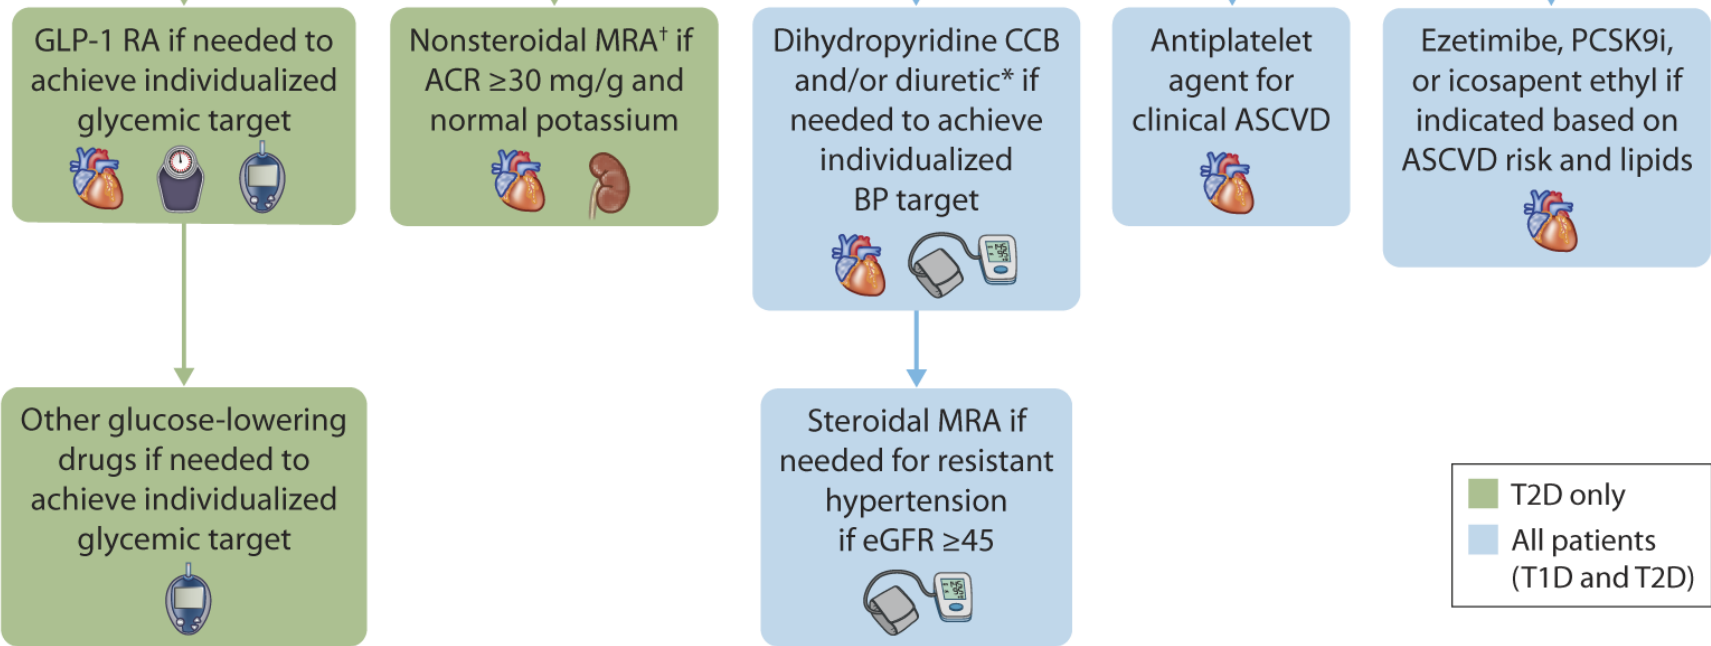 GLP-1 RA if needed to
achieve individualized
glycemic target
Nonsteroidal MRA† if
ACR ≥30 mg/g and
normal potassium
Dihydropyridine CCB
and/or diuretic* if
needed to achieve
individualized
BP target
Antiplatelet
agent for
clinical ASCVD
Ezetimibe, PCSK9i,
or icosapent ethyl if
indicated based on
ASCVD risk and lipids
Other glucose-lowering
drugs if needed to
achieve individualized
glycemic target
Steroidal MRA if
needed for resistant
hypertension
if eGFR ≥45
T2D only
All patients
(T1D and T2D)